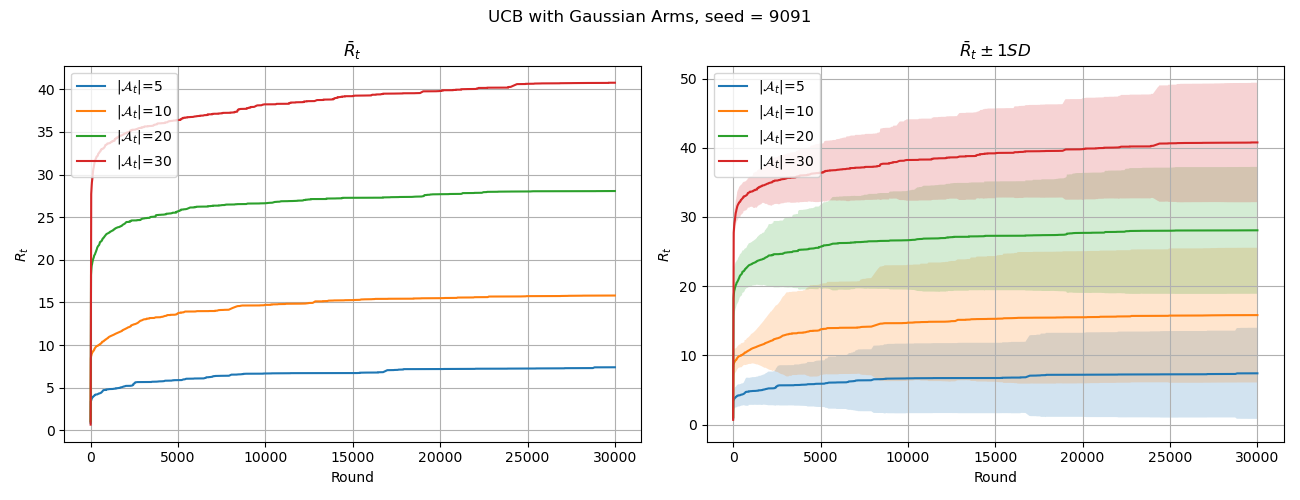 UCB with Gaussian Arms, seed = 9091
R̄ₜ
|𝒜ₜ|=5
|𝒜ₜ|=10
|𝒜ₜ|=20
|𝒜ₜ|=30
40
35
30
25
20
15
10
5
0
Rₜ
0 5000 10000 15000 20000 25000 30000
Round
R̄ₜ ± 1SD
|𝒜ₜ|=5
|𝒜ₜ|=10
|𝒜ₜ|=20
|𝒜ₜ|=30
50
40
30
20
10
0
Rₜ
0 5000 10000 15000 20000 25000 30000
Round